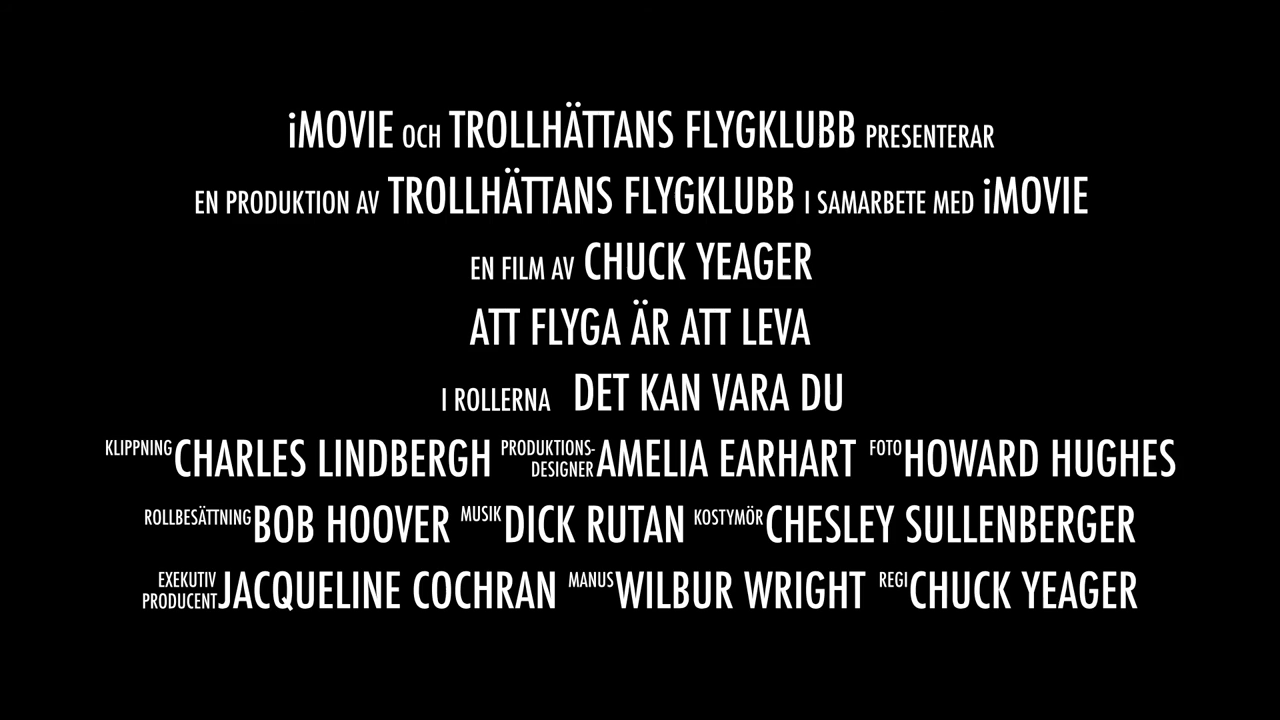 iMOVIE OCH TROLLHÄTTANS FLYGKLUBB PRESENTERAR
EN PRODUKTION AV TROLLHÄTTANS FLYGKLUBB I SAMARBETE MED iMOVIE
EN FILM AV CHUCK YEAGER
ATT FLYGA ÄR ATT LEVA
I ROLLERNA DET KAN VARA DU
KLIPPNING CHARLES LINDBERGH PRODUKTIONS-DESIGNER AMELIA EARHART FOTO HOWARD HUGHES
ROLLBESÄTTNING BOB HOOVER MUSIK DICK RUTAN KOSTYMÖR CHESLEY SULLENBERGER
EXEKUTIV PRODUCENT JACQUELINE COCHRAN MANUS WILBUR WRIGHT REGI CHUCK YEAGER